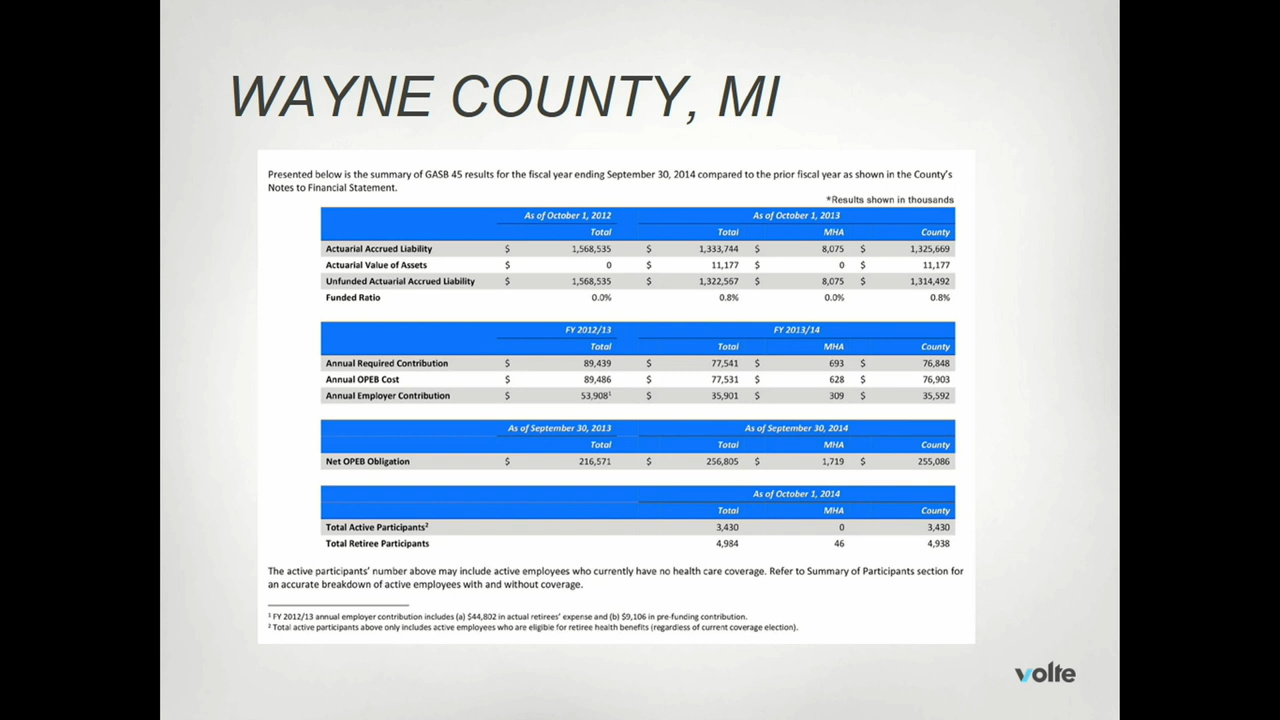 WAYNE COUNTY, MI
Presented below is the summary of GASB 45 results for the fiscal year ending September 30, 2014 compared to the prior fiscal year as shown in the County's
Notes to Financial Statement.
*Results shown in thousands
As of October 1, 2012 As of October 1, 2013
Total Total MHA County
Actuarial Accrued Liability $ 1,568,535 $ 1,333,744 $ 8,075 $ 1,325,669
Actuarial Value of Assets $ 0 $ 11,177 $ 0 $ 11,177
Unfunded Actuarial Accrued Liability $ 1,568,535 $ 1,322,567 $ 8,075 $ 1,314,492
Funded Ratio 0.0% 0.8% 0.0% 0.8%
FY 2012/13 FY 2013/14
Total Total MHA County
Annual Required Contribution $ 89,439 $ 77,541 $ 693 $ 76,848
Annual OPEB Cost $ 89,486 $ 77,531 $ 628 $ 76,903
Annual Employer Contribution $ 53,908¹ $ 35,901 $ 309 $ 35,592
As of September 30, 2013 As of September 30, 2014
Total Total MHA County
Net OPEB Obligation $ 216,571 $ 256,805 $ 1,719 $ 255,086
As of October 1, 2014
Total MHA County
Total Active Participants² 3,430 0 3,430
Total Retiree Participants 4,984 46 4,938
The active participants' number above may include active employees who currently have no health care coverage. Refer to Summary of Participants section for
an accurate breakdown of active employees with and without coverage.
¹ FY 2012/13 annual employer contribution includes (a) $44,802 in actual retirees' expense and (b) $9,106 in pre-funding contribution.
² Total active participants above only includes active employees who are eligible for retiree health benefits (regardless of current coverage election).
volte